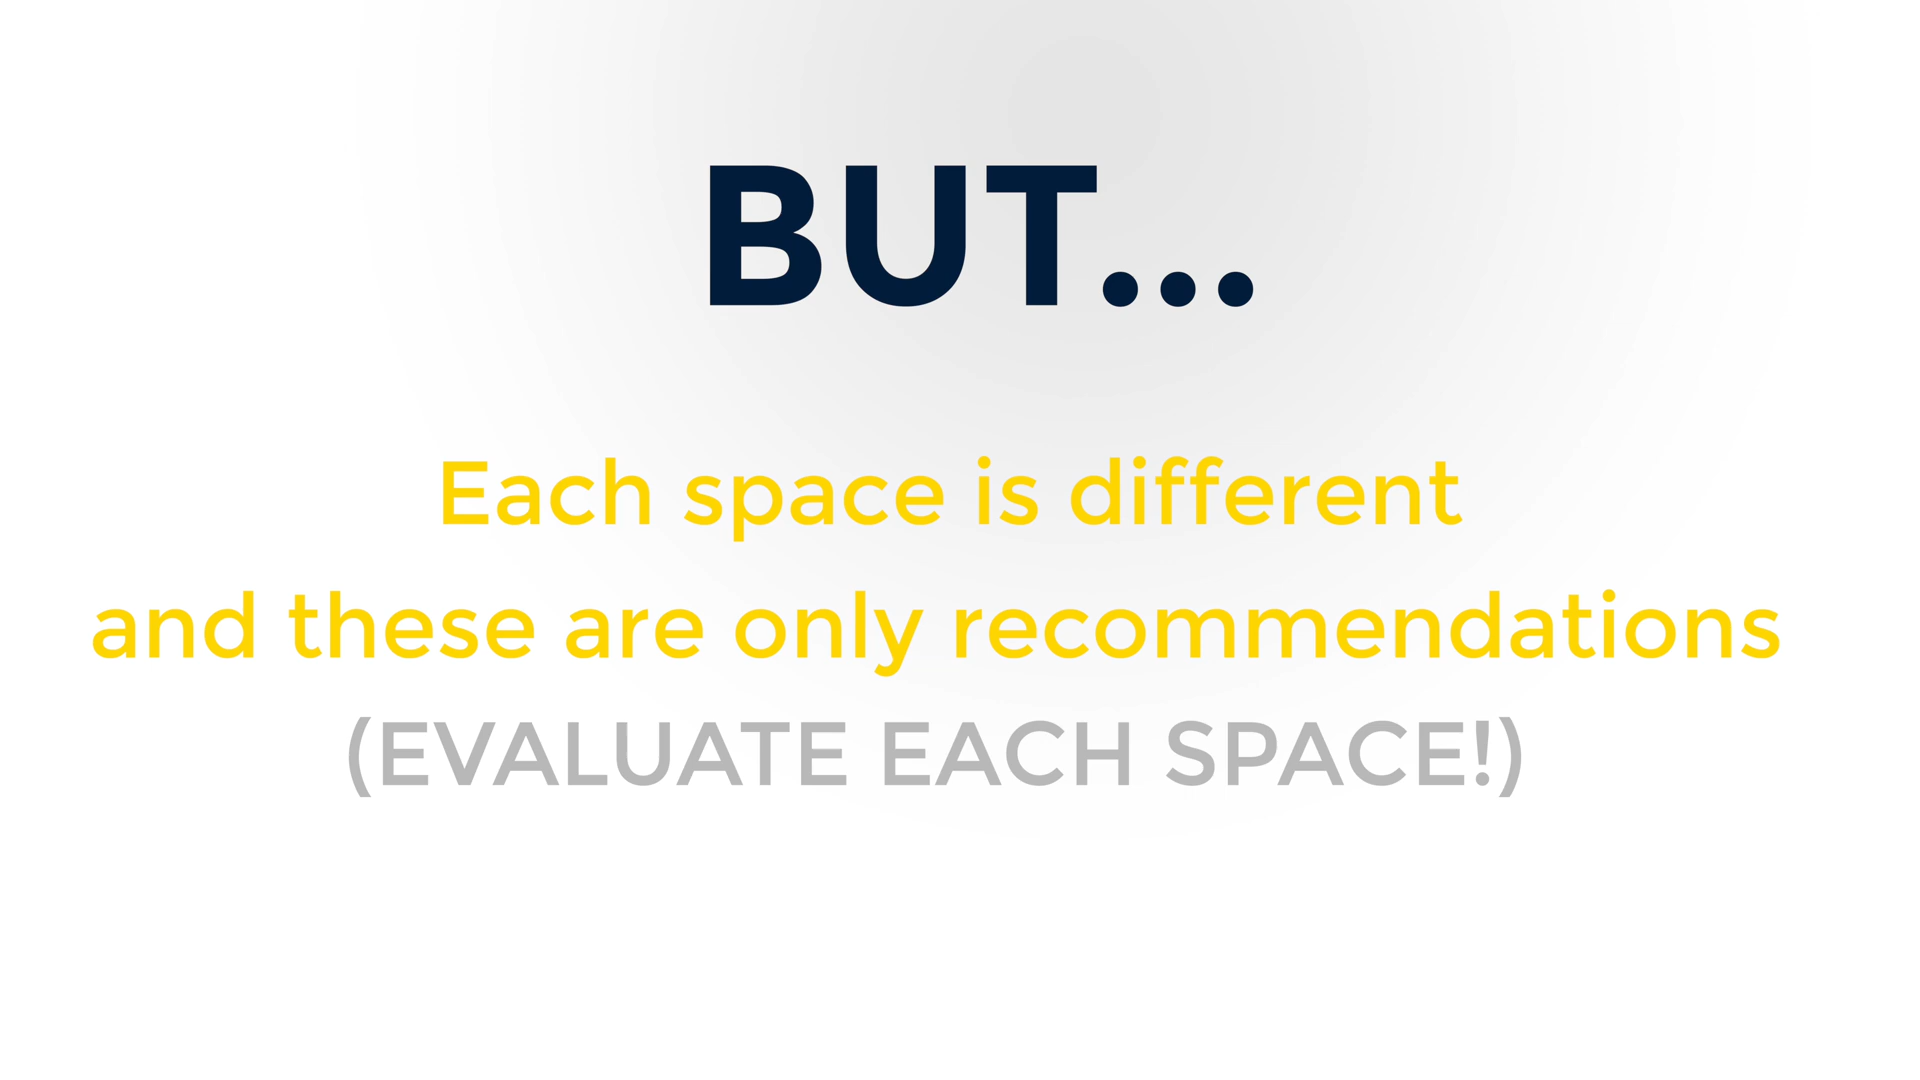 BUT...
Each space is different
and these are only recommendations
(EVALUATE EACH SPACE!)